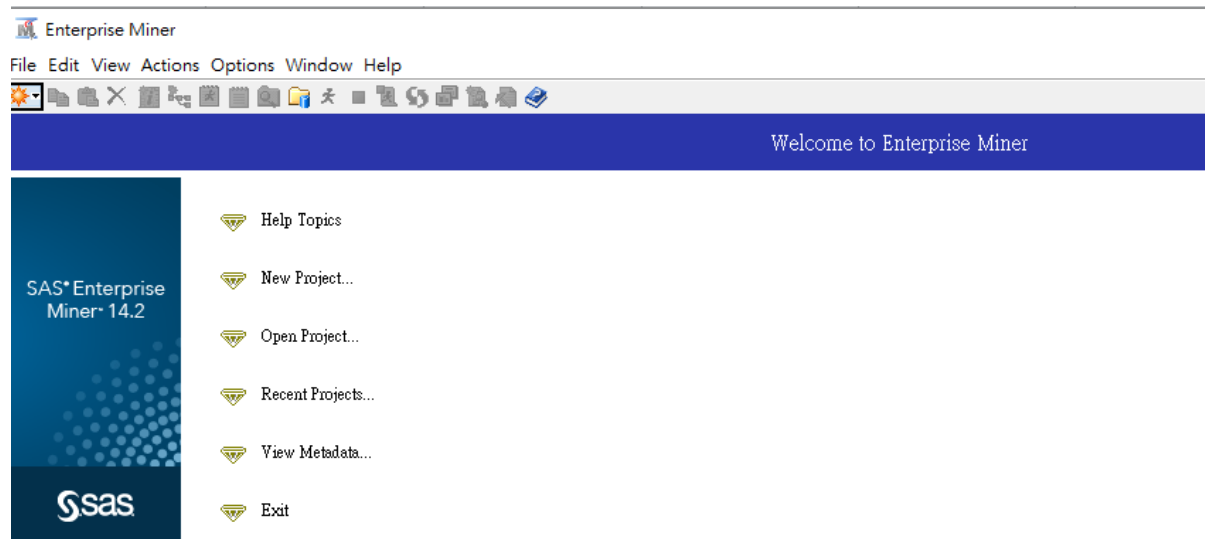 Enterprise Miner
File Edit View Actions Options Window Help
Welcome to Enterprise Miner
Help Topics
New Project...
SAS® Enterprise
Miner™ 14.2
Open Project...
Recent Projects...
View Metadata...
sas
Exit